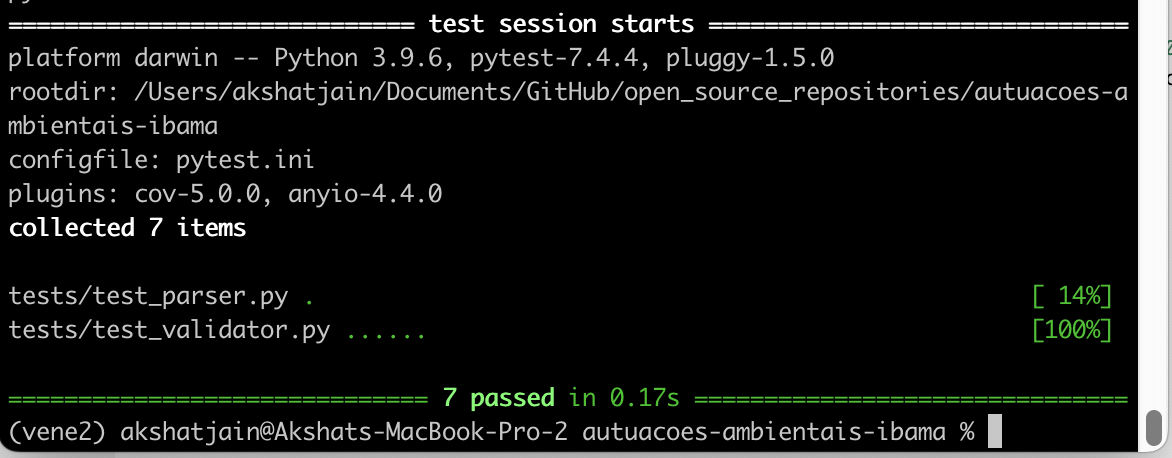 ============================= test session starts ==============================
platform darwin -- Python 3.9.6, pytest-7.4.4, pluggy-1.5.0
rootdir: /Users/akshatjain/Documents/GitHub/open_source_repositories/autuacoes-a
mbientais-ibama
configfile: pytest.ini
plugins: cov-5.0.0, anyio-4.4.0
collected 7 items
tests/test_parser.py . [ 14%]
tests/test_validator.py ...... [100%]
============================== 7 passed in 0.17s ===============================
(vene2) akshatjain@Akshats-MacBook-Pro-2 autuacoes-ambientais-ibama %